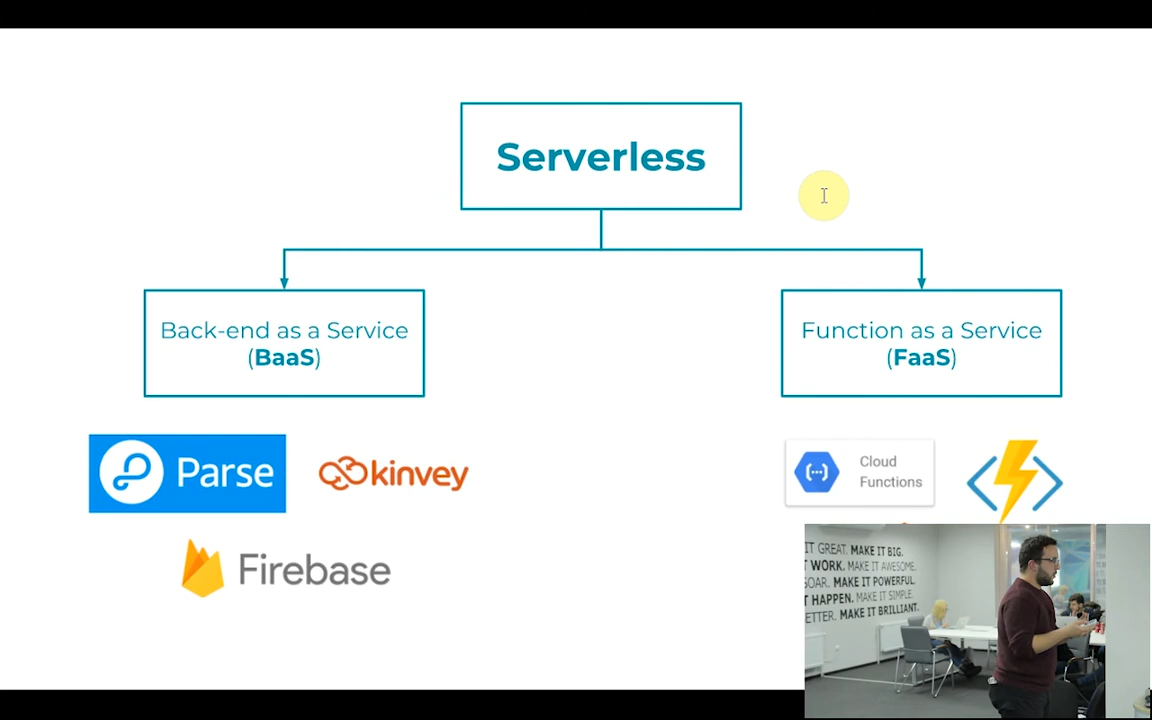 Serverless
Back-end as a Service
(BaaS)
Function as a Service
(FaaS)
Parse
kinvey
Cloud
Functions
Firebase
IT GREAT. MAKE IT BIG.
T WORK. MAKE IT AWESOME.
SOAR. MAKE IT POWERFUL.
T HAPPEN. MAKE IT SIMPLE.
ETTER. MAKE IT BRILLIANT.